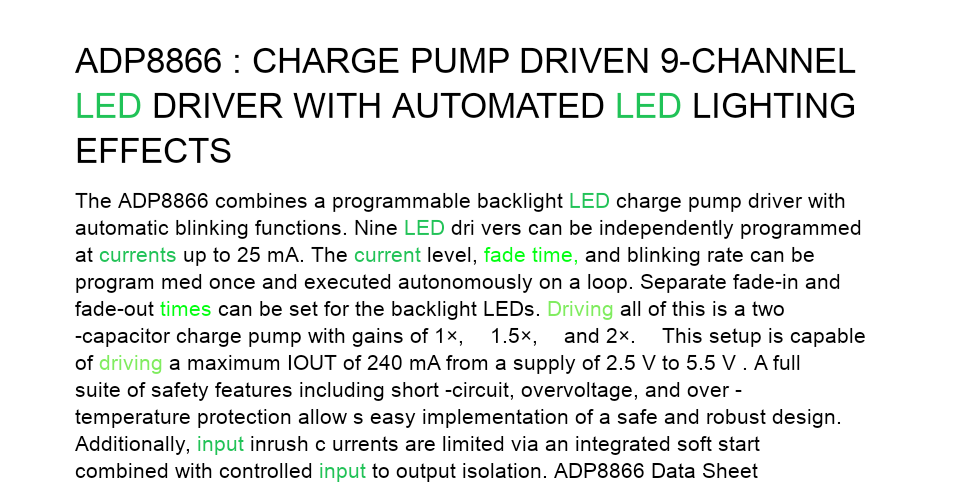 ADP8866 : CHARGE PUMP DRIVEN 9-CHANNEL
LED DRIVER WITH AUTOMATED LED LIGHTING
EFFECTS
The ADP8866 combines a programmable backlight LED charge pump driver with
automatic blinking functions. Nine LED dri vers can be independently programmed
at currents up to 25 mA. The current level, fade time, and blinking rate can be
program med once and executed autonomously on a loop. Separate fade-in and
fade-out times can be set for the backlight LEDs. Driving all of this is a two
-capacitor charge pump with gains of 1×, 1.5×, and 2×. This setup is capable
of driving a maximum IOUT of 240 mA from a supply of 2.5 V to 5.5 V . A full
suite of safety features including short -circuit, overvoltage, and over -
temperature protection allow s easy implementation of a safe and robust design.
Additionally, input inrush c urrents are limited via an integrated soft start
combined with controlled input to output isolation. ADP8866 Data Sheet